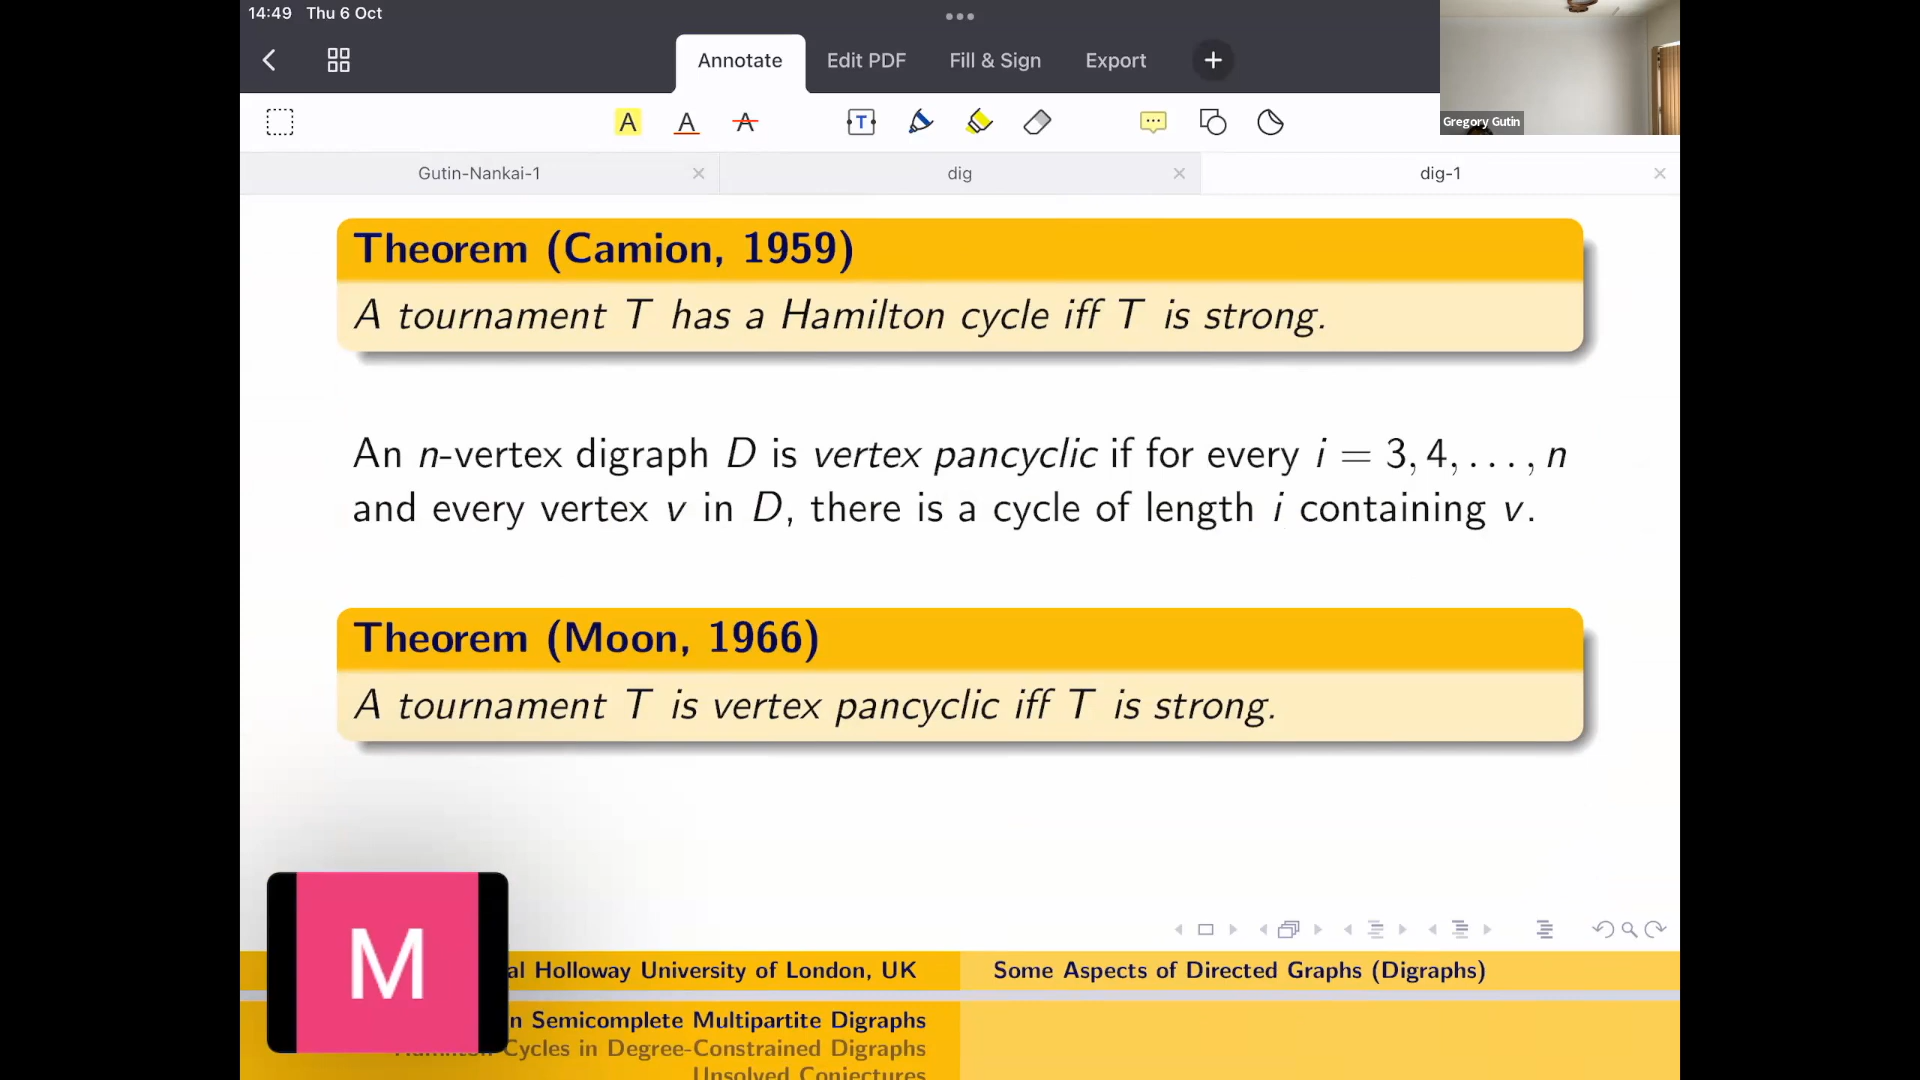 14:49 Thu 6 Oct
Annotate Edit PDF Fill & Sign Export
A A A T
Gregory Gutin
Gutin-Nankai-1 dig dig-1
Theorem (Camion, 1959)
A tournament T has a Hamilton cycle iff T is strong.
An n-vertex digraph D is vertex pancyclic if for every i = 3, 4, . . . , n
and every vertex v in D, there is a cycle of length i containing v.
Theorem (Moon, 1966)
A tournament T is vertex pancyclic iff T is strong.
M
al Holloway University of London, UK Some Aspects of Directed Graphs (Digraphs)
n Semicomplete Multipartite Digraphs
Hamilton Cycles in Degree-Constrained Digraphs
Unsolved Conjectures